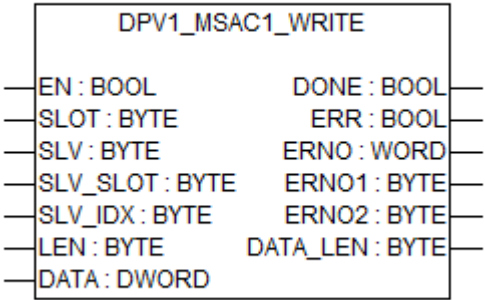 DPV1_MSAC1_WRITE
EN : BOOL DONE : BOOL
SLOT : BYTE ERR : BOOL
SLV : BYTE ERNO : WORD
SLV_SLOT : BYTE ERNO1 : BYTE
SLV_IDX : BYTE ERNO2 : BYTE
LEN : BYTE DATA_LEN : BYTE
DATA : DWORD